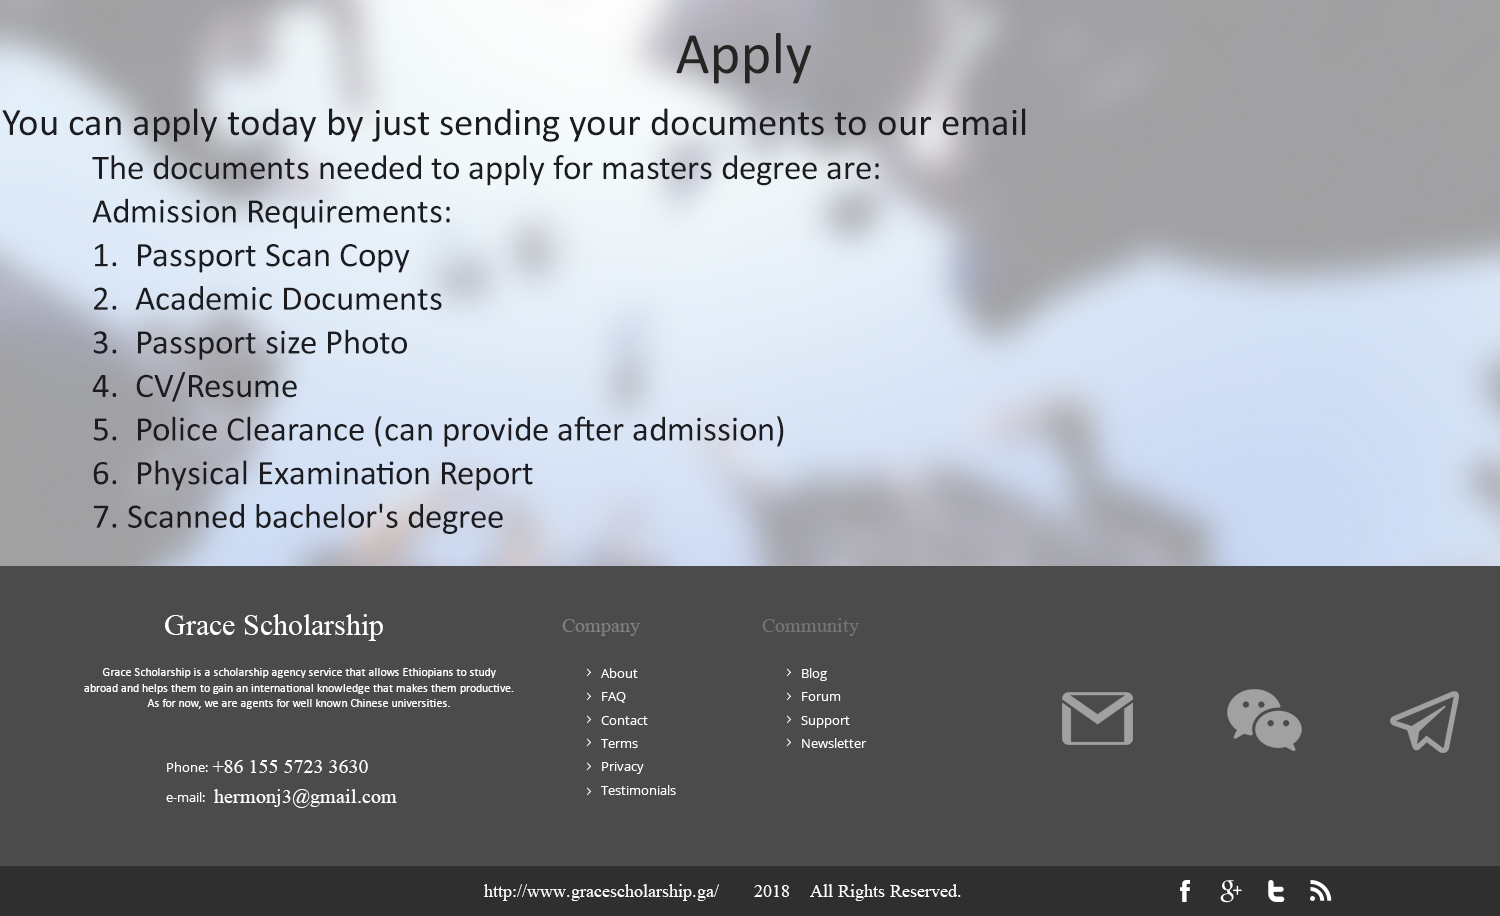 Apply
You can apply today by just sending your documents to our email
The documents needed to apply for masters degree are:
Admission Requirements:
1. Passport Scan Copy
2. Academic Documents
3. Passport size Photo
4. CV/Resume
5. Police Clearance (can provide after admission)
6. Physical Examination Report
7. Scanned bachelor's degree
Grace Scholarship
Grace Scholarship is a scholarship agency service that allows Ethiopians to study
abroad and helps them to gain an international knowledge that makes them productive.
As for now, we are agents for well known Chinese universities.
Phone: +86 155 5723 3630
e-mail: hermonj3@gmail.com
Company
About
FAQ
Contact
Terms
Privacy
Testimonials
Community
Blog
Forum
Support
Newsletter
http://www.gracescholarship.ga/ 2018 All Rights Reserved.